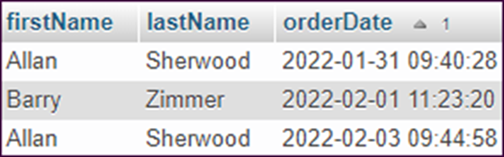 firstName lastName orderDate 1
Allan Sherwood 2022-01-31 09:40:28
Barry Zimmer 2022-02-01 11:23:20
Allan Sherwood 2022-02-03 09:44:58